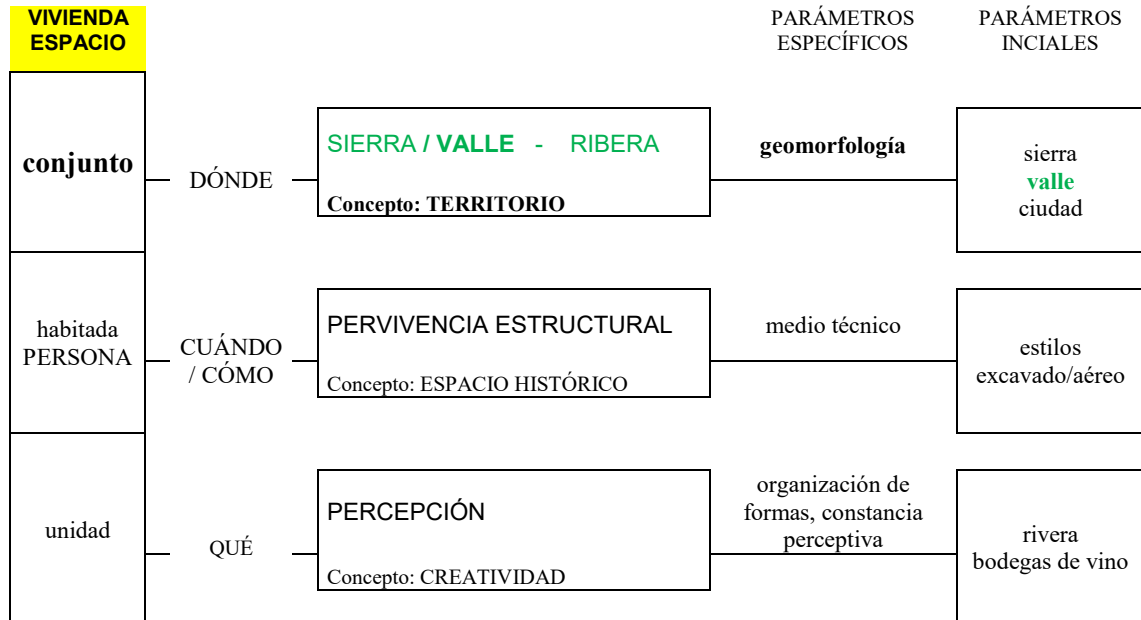 VIVIENDA
ESPACIO
PARÁMETROS
ESPECÍFICOS
PARÁMETROS
INCIALES
conjunto
DÓNDE
SIERRA / VALLE - RIBERA
Concepto: TERRITORIO
geomorfología
sierra
valle
ciudad
habitada
PERSONA
CUÁNDO
/ CÓMO
PERVIVENCIA ESTRUCTURAL
Concepto: ESPACIO HISTÓRICO
medio técnico
estilos
excavado/aéreo
unidad
QUÉ
PERCEPCIÓN
Concepto: CREATIVIDAD
organización de
formas, constancia
perceptiva
rivera
bodegas de vino